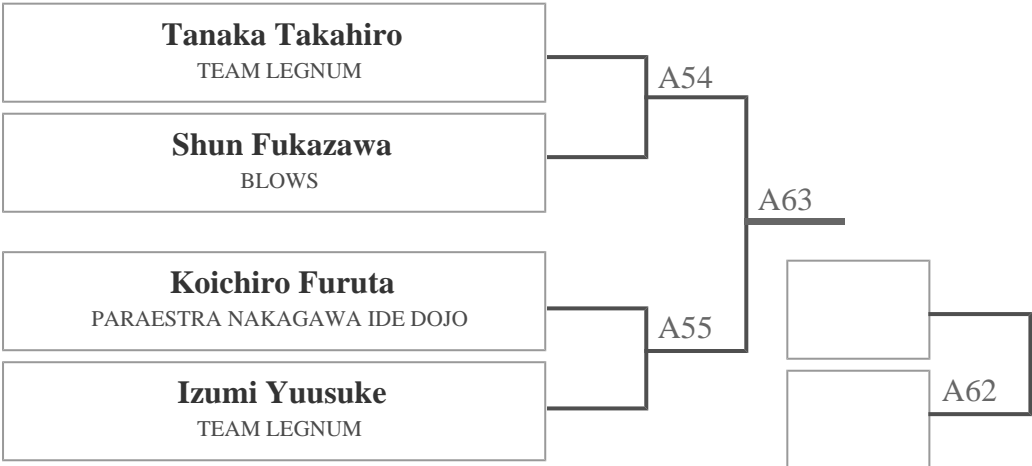 Tanaka Takahiro
TEAM LEGNUM
A54
Shun Fukazawa
BLOWS
A63
Koichiro Furuta
PARAESTRA NAKAGAWA IDE DOJO
A55
Izumi Yuusuke
TEAM LEGNUM
A62